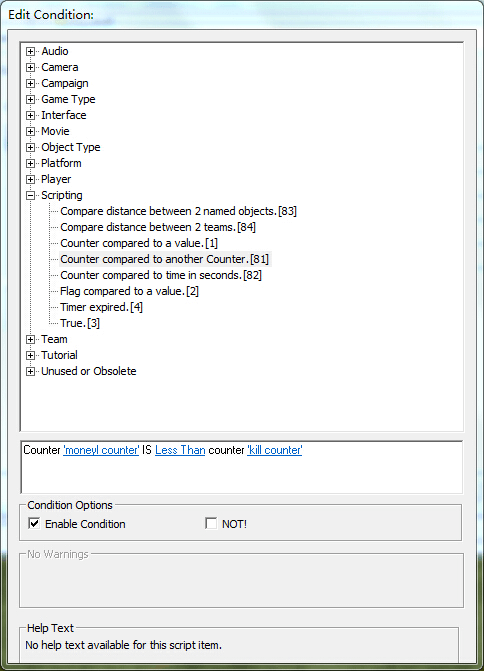 Edit Condition:
Audio
Camera
Campaign
Game Type
Interface
Movie
Object Type
Platform
Player
Scripting
Compare distance between 2 named objects.[83]
Compare distance between 2 teams.[84]
Counter compared to a value.[1]
Counter compared to another Counter.[81]
Counter compared to time in seconds.[82]
Flag compared to a value.[2]
Timer expired.[4]
True.[3]
Team
Tutorial
Unused or Obsolete
Counter 'moneyl counter' IS Less Than counter 'kill counter'
Condition Options
Enable Condition NOT!
No Warnings
Help Text
No help text available for this script item.